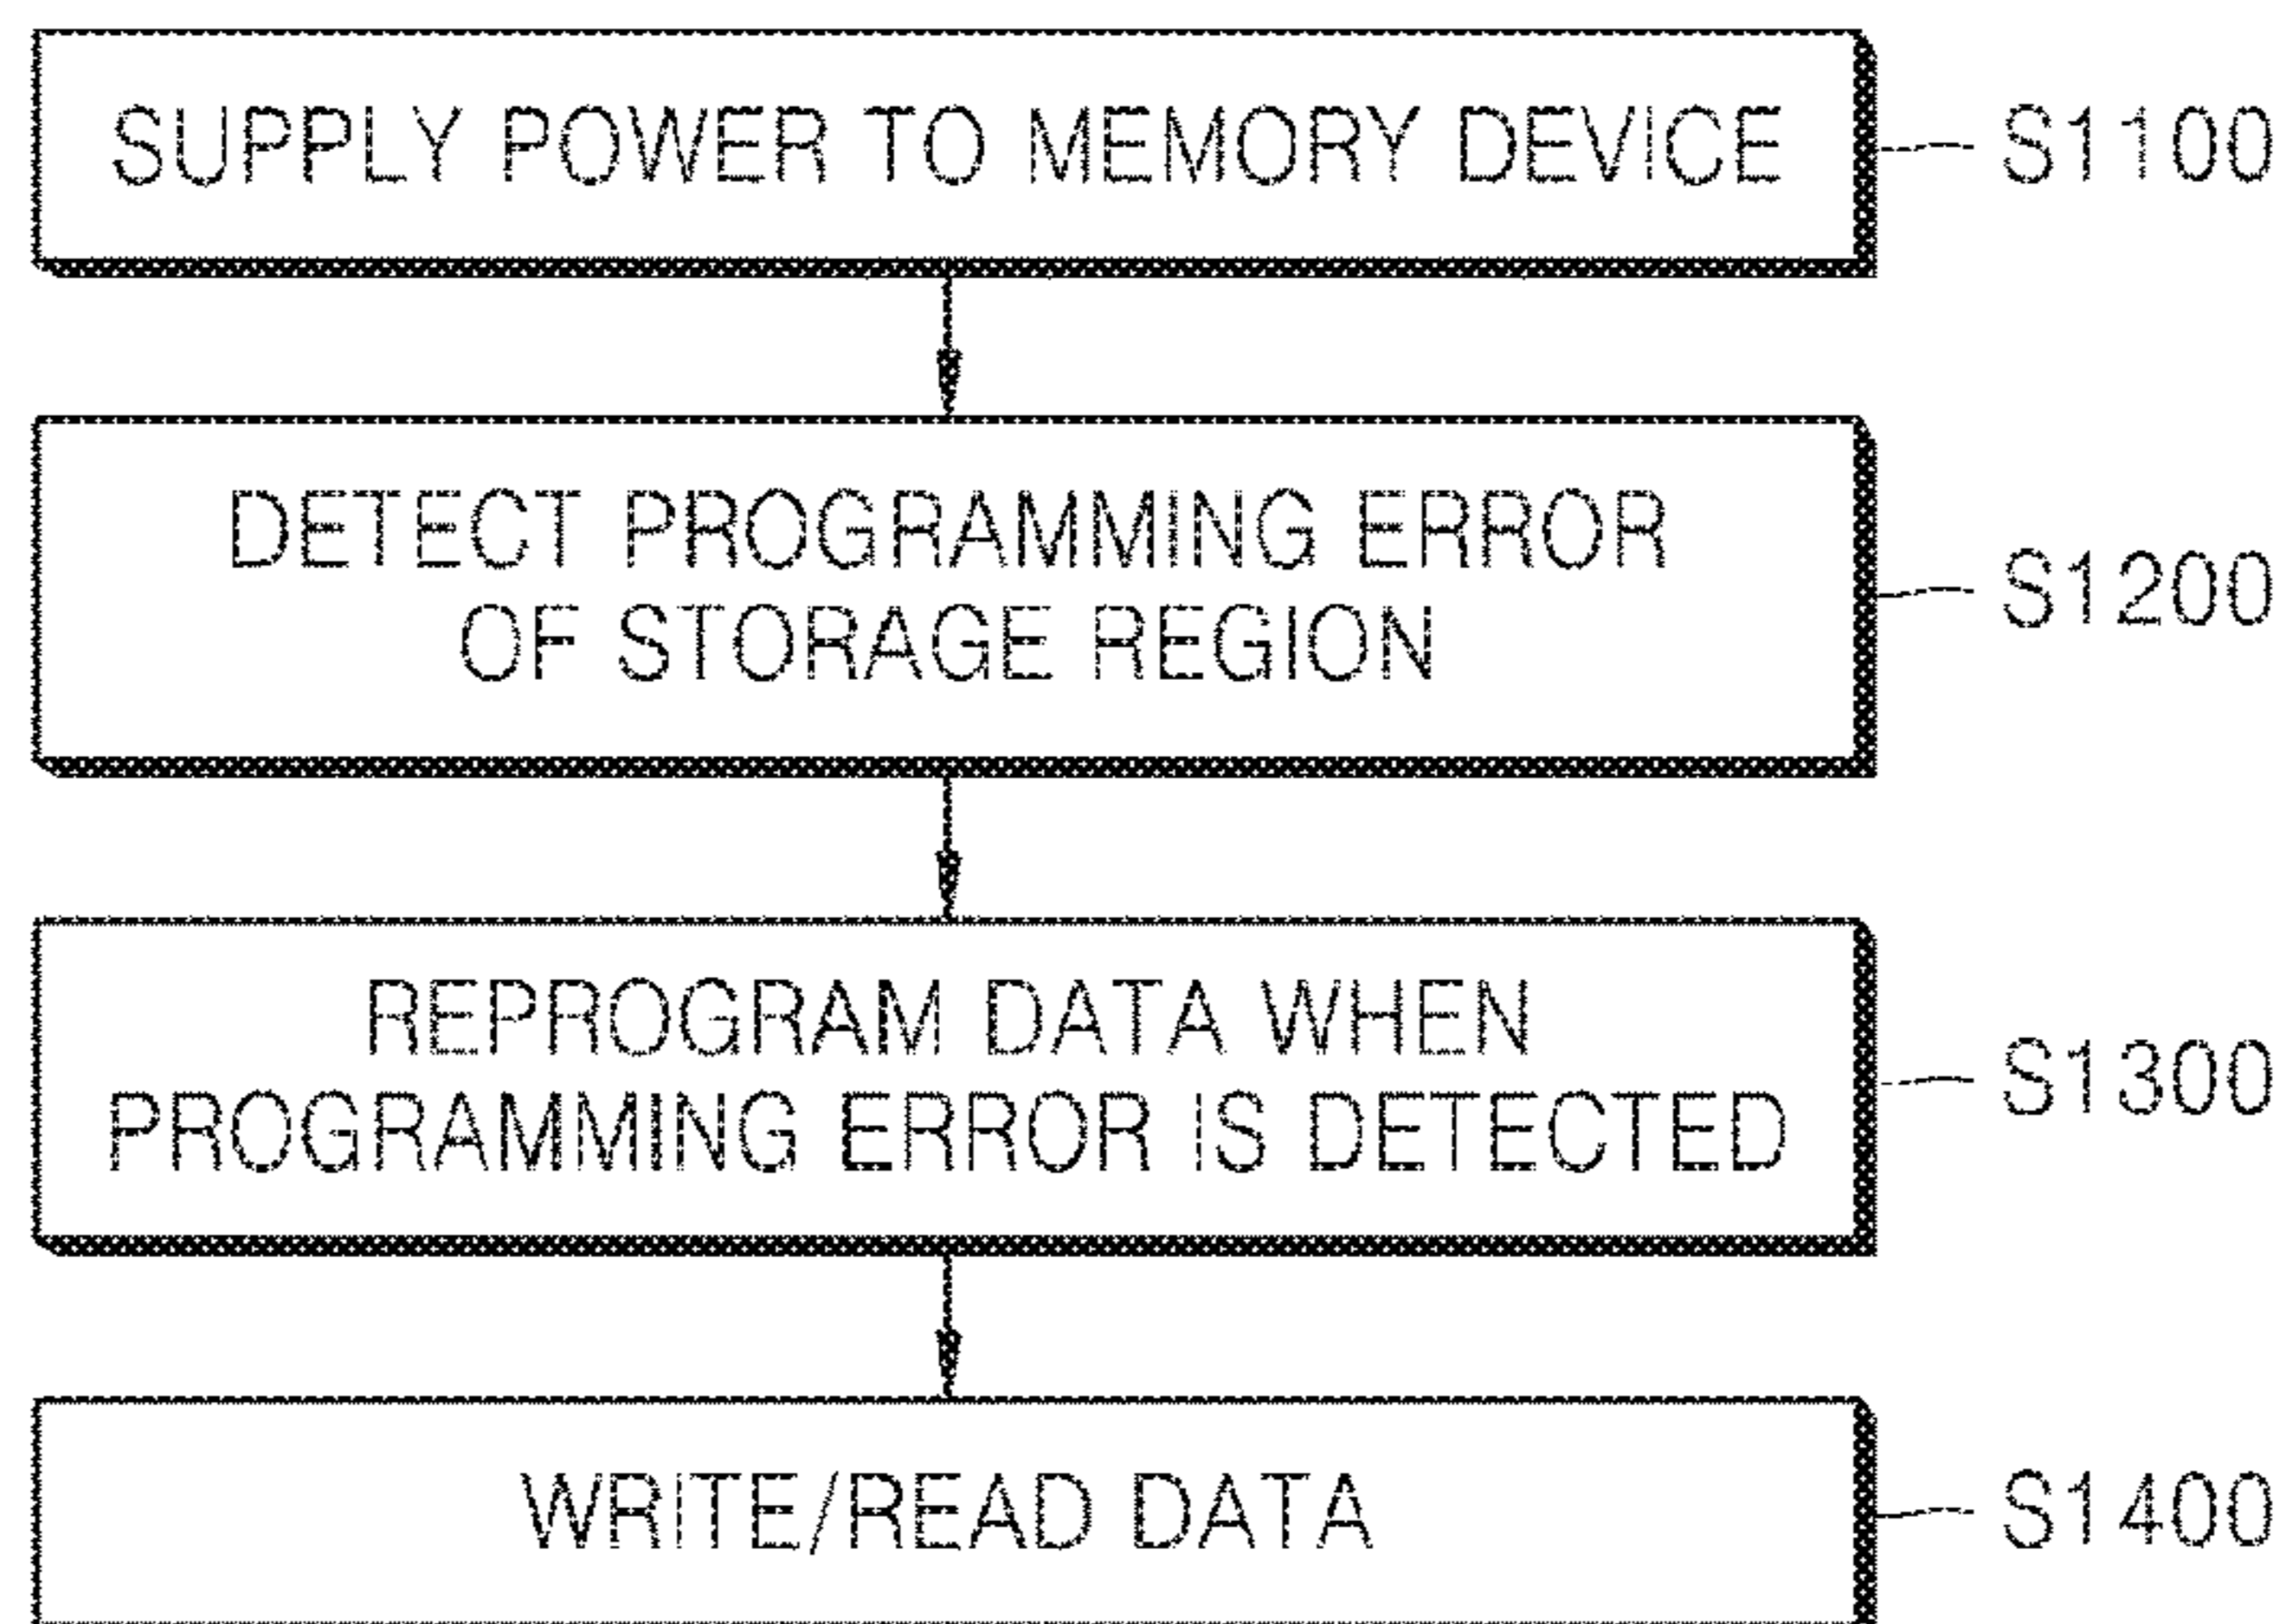 SUPPLY POWER TO MEMORY DEVICE
S1100
DETECT PROGRAMMING ERROR
OF STORAGE REGION
S1200
REPROGRAM DATA WHEN
PROGRAMMING ERROR IS DETECTED
S1300
WRITE/READ DATA
S1400